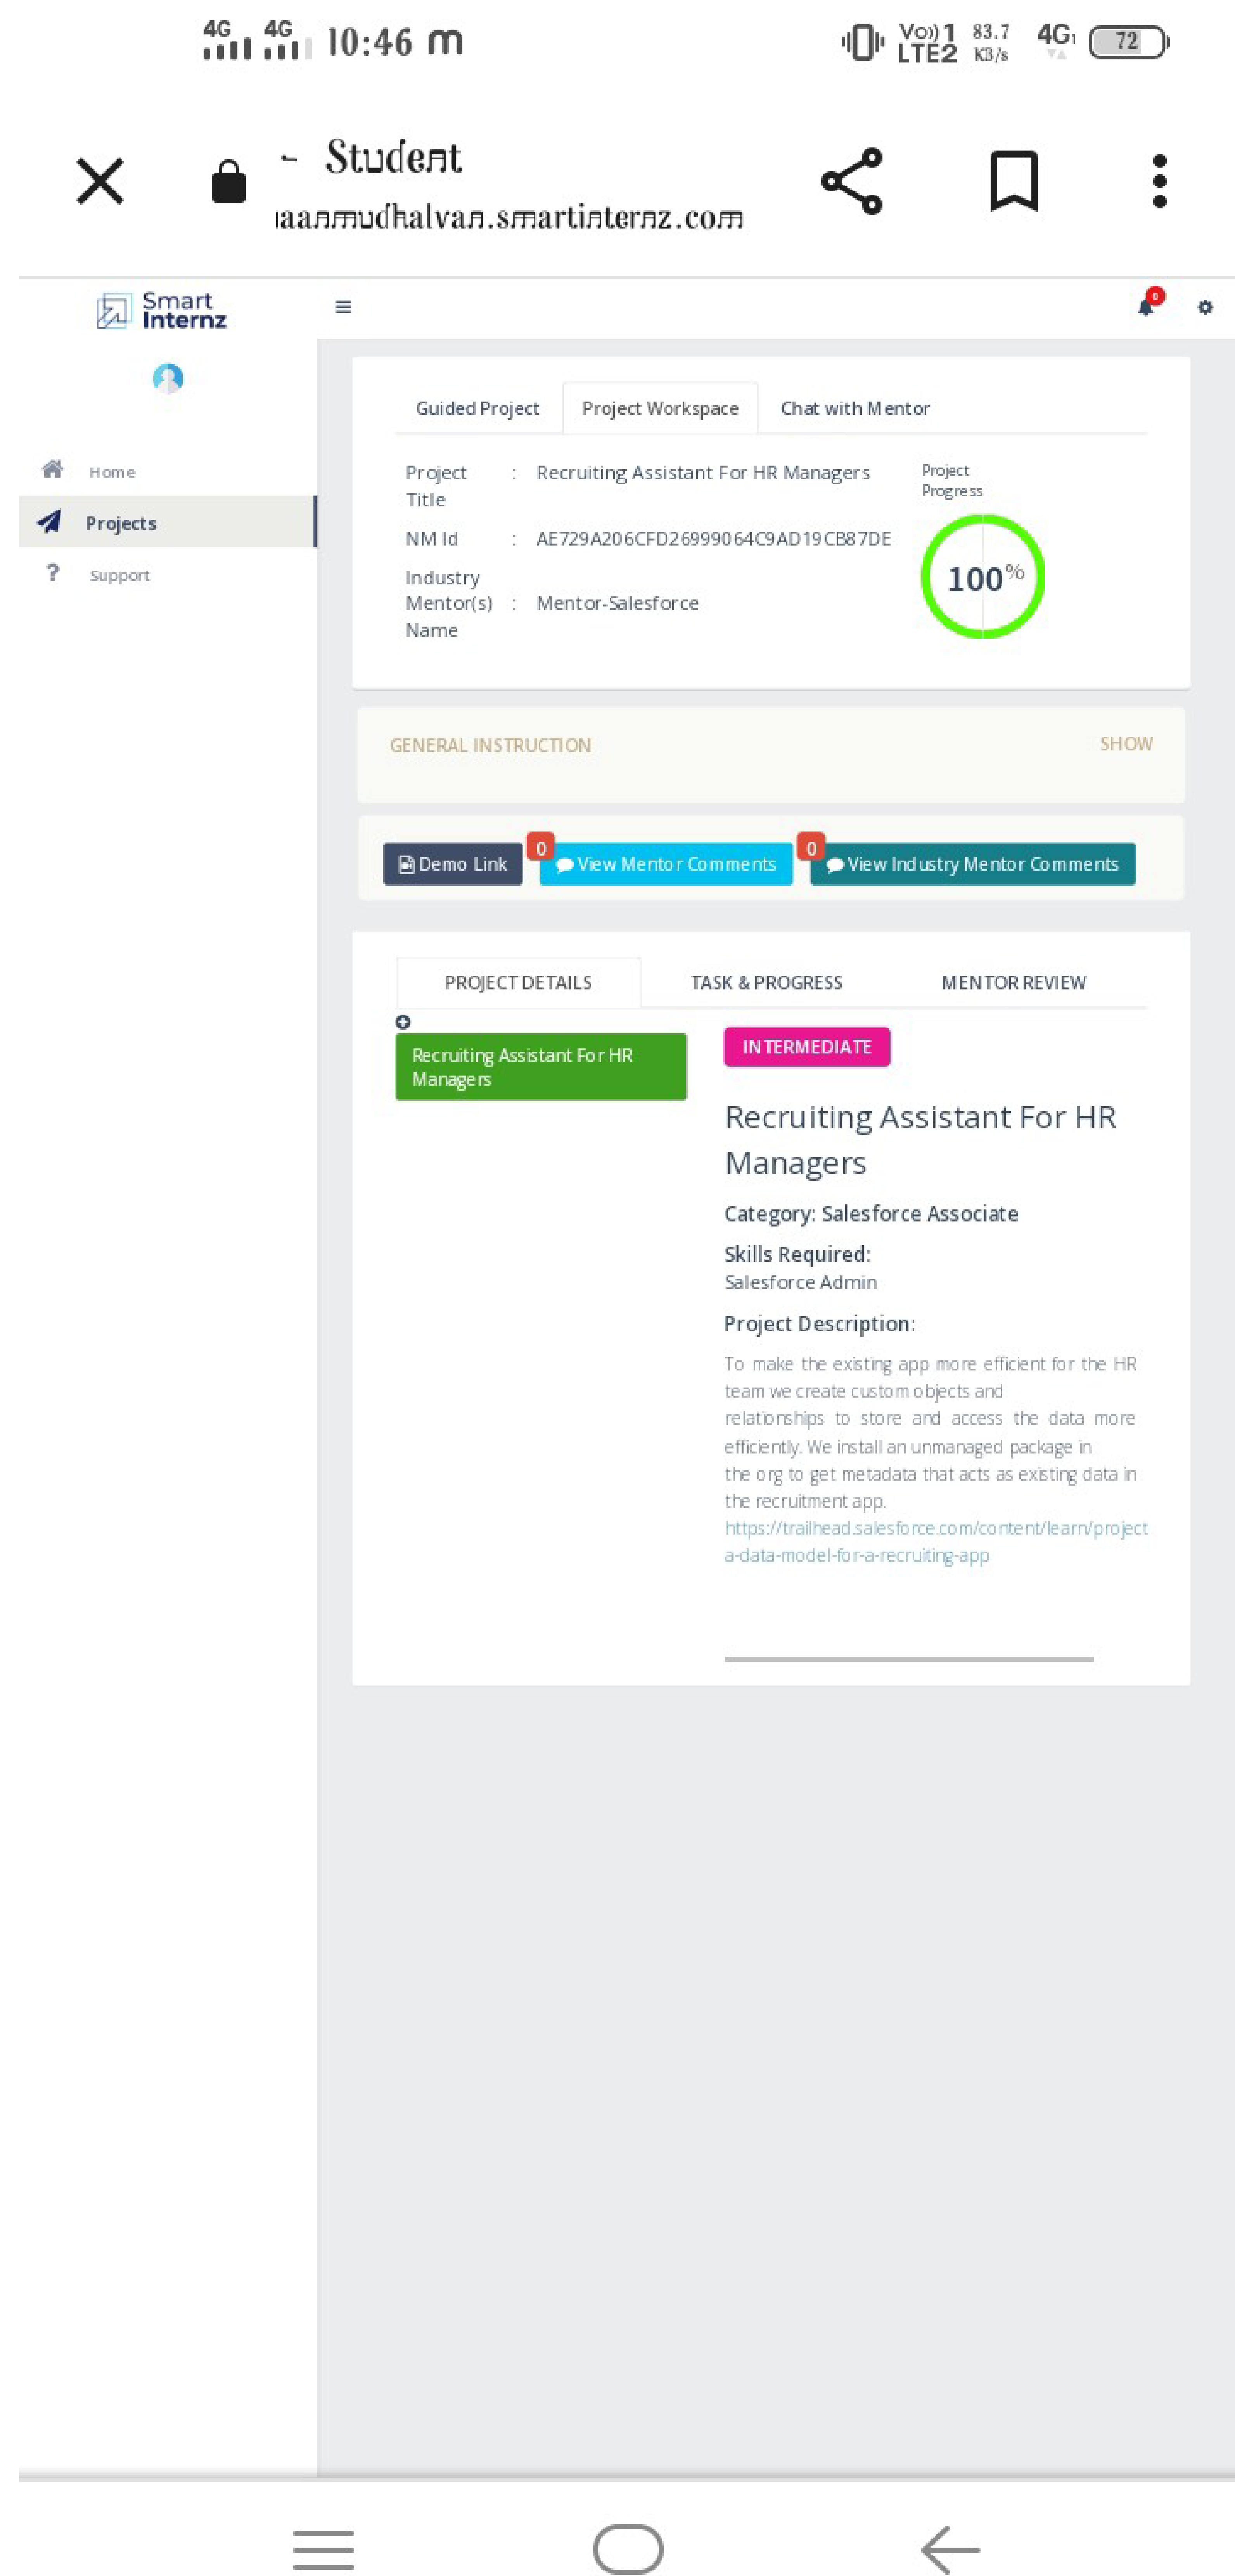 4G 4G 10:46 m Vo)) 1 LTE2 83.7 KB/s 4G1 72
- Student
aanmudhalvan.smartinternz.com
Smart
Internz
0
Guided Project Project Workspace Chat with Mentor
Home
Projects
Support
Project Title : Recruiting Assistant For HR Managers
NM Id : AE729A206CFD26999064C9AD19CB87DE
Industry Mentor(s) Name : Mentor-Salesforce
Project
Progress
100%
GENERAL INSTRUCTION SHOW
Demo Link 0 View Mentor Comments 0 View Industry Mentor Comments
PROJECT DETAILS TASK & PROGRESS MENTOR REVIEW
Recruiting Assistant For HR
Managers
INTERMEDIATE
Recruiting Assistant For HR
Managers
Category: Salesforce Associate
Skills Required:
Salesforce Admin
Project Description:
To make the existing app more efficient for the HR
team we create custom objects and
relationships to store and access the data more
efficiently. We install an unmanaged package in
the org to get metadata that acts as existing data in
the recruitment app.
https://trailhead.salesforce.com/content/learn/project
a-data-model-for-a-recruiting-app